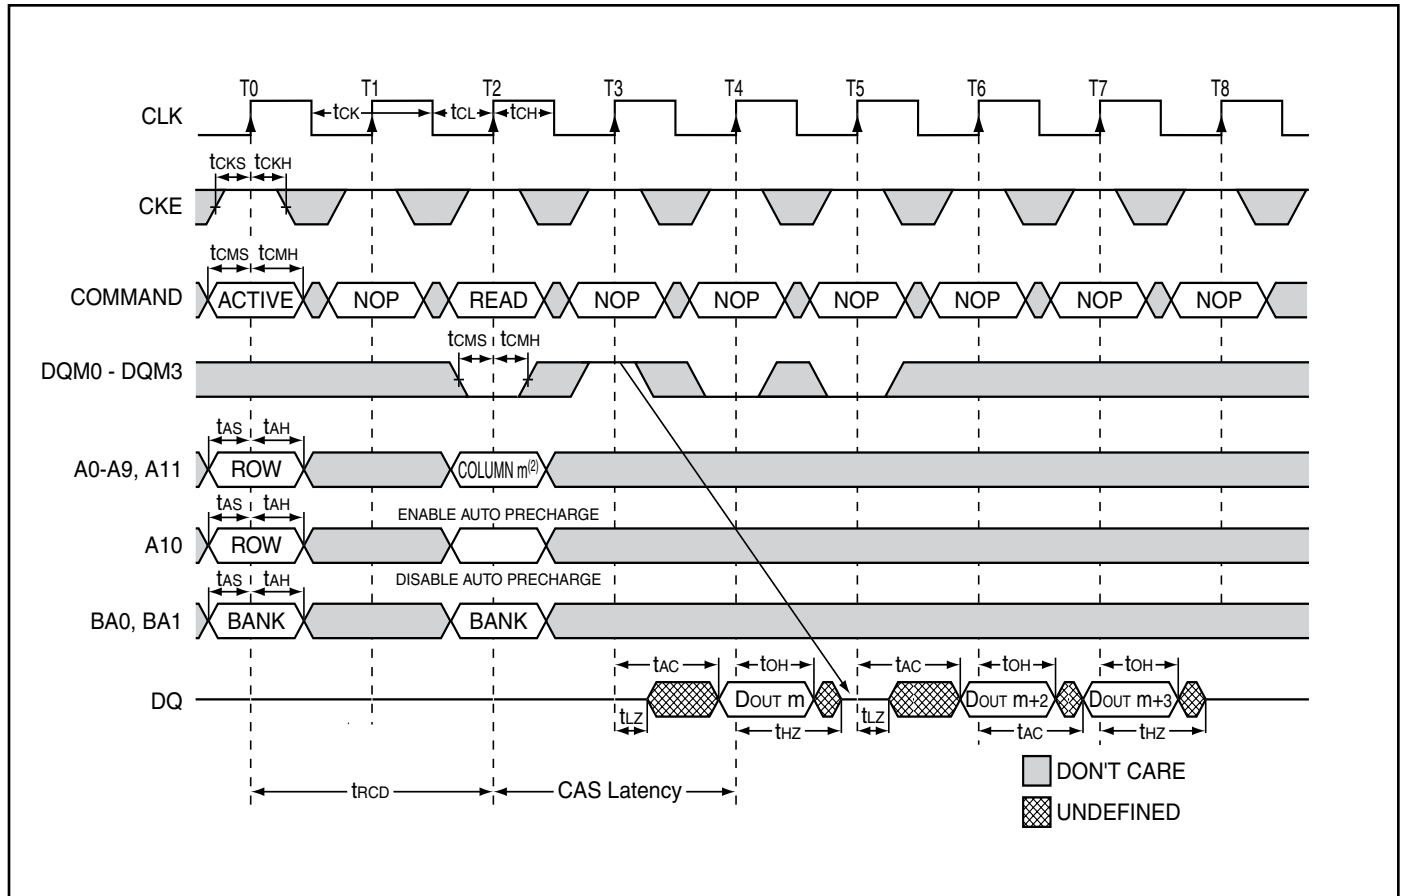 T0 T1 T2 T3 T4 T5 T6 T7 T8
CLK tCK tCL tCH
tCKS tCKH
CKE
tCMS tCMH
COMMAND ACTIVE NOP READ NOP NOP NOP NOP NOP NOP
tCMS tCMH
DQM0 - DQM3
tAS tAH
A0-A9, A11 ROW COLUMN m(2)
tAS tAH ENABLE AUTO PRECHARGE
A10 ROW
tAS tAH DISABLE AUTO PRECHARGE
BA0, BA1 BANK BANK
tAC tOH tAC tOH tOH
DQ DOUT m DOUT m+2 DOUT m+3
tLZ tHZ tLZ tAC tHZ
DON'T CARE
tRCD CAS Latency
UNDEFINED